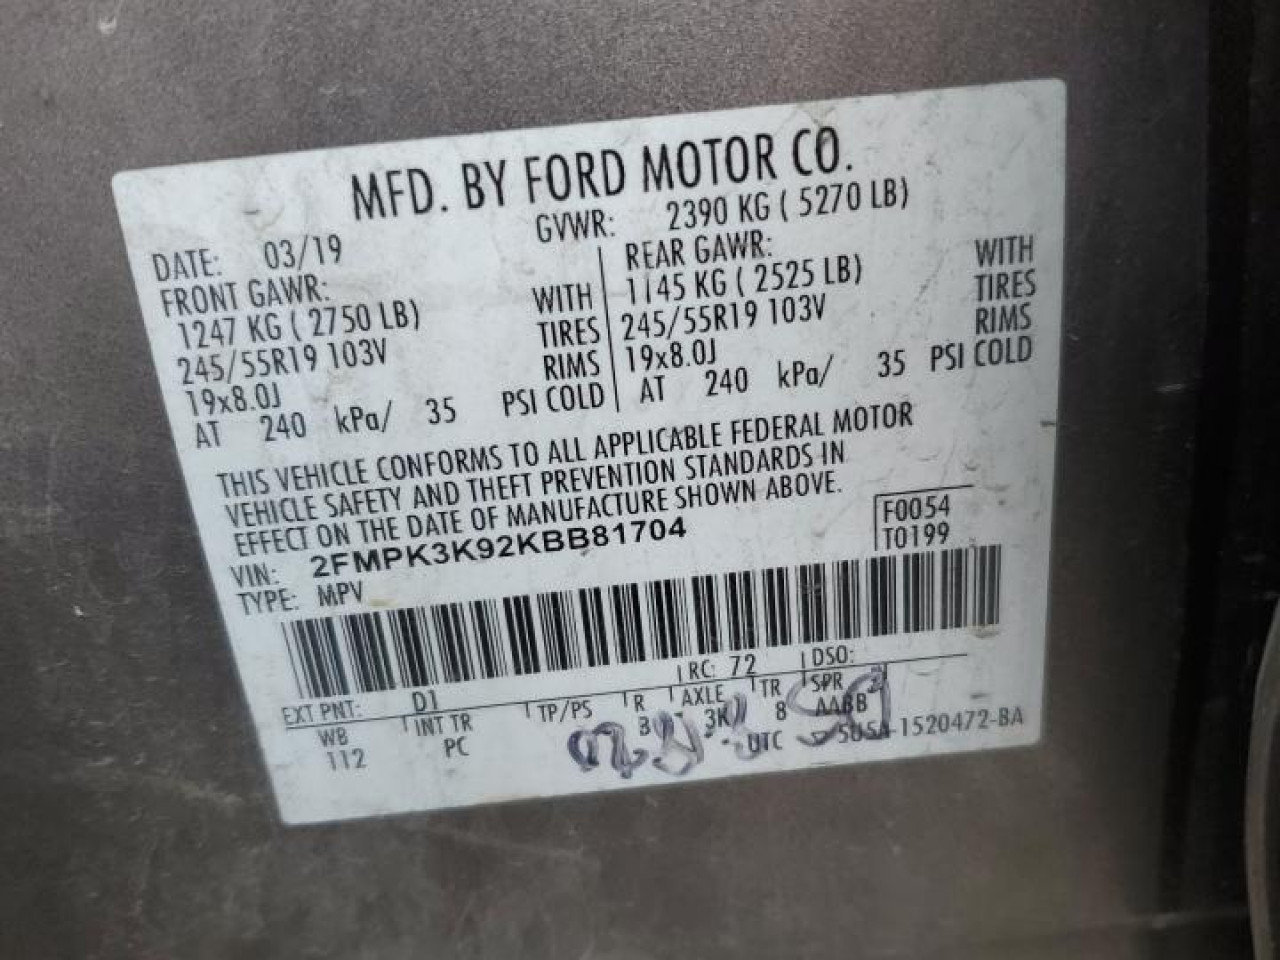 MFD. BY FORD MOTOR CO.
DATE: 03/19 GVWR: 2390 KG ( 5270 LB)
FRONT GAWR: REAR GAWR:
1247 KG ( 2750 LB) WITH 1145 KG ( 2525 LB) WITH
245/55R19 103V TIRES 245/55R19 103V TIRES
19x8.0J RIMS 19x8.0J RIMS
AT 240 kPa/ 35 PSI COLD AT 240 kPa/ 35 PSI COLD
THIS VEHICLE CONFORMS TO ALL APPLICABLE FEDERAL MOTOR
VEHICLE SAFETY AND THEFT PREVENTION STANDARDS IN
EFFECT ON THE DATE OF MANUFACTURE SHOWN ABOVE.
VIN: 2FMPK3K92KBB81704 F0054
TYPE: MPV T0199
EXT PNT: D1 RC: 72 DSO:
WB INT TR TP/PS R AXLE TR SPR
112 PC 3 3K 8 AABB
UTC 5U5A-1520472-BA